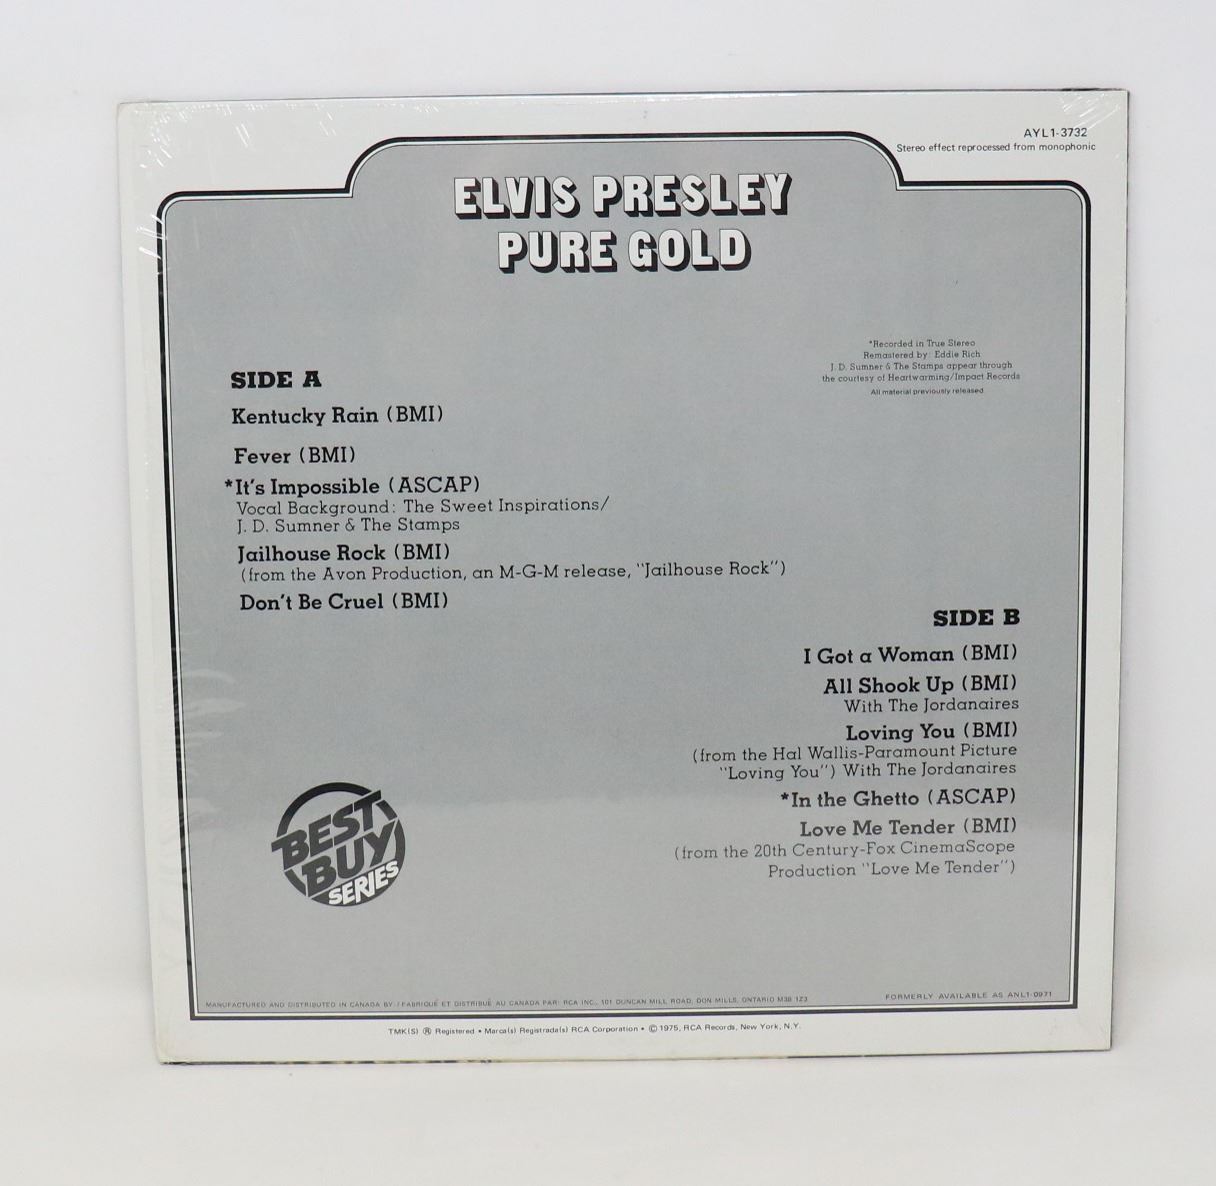 AYL1-3732
Stereo effect reprocessed from monophonic
ELVIS PRESLEY
PURE GOLD
*Recorded in True Stereo
Remastered by: Eddie Rich
J. D. Sumner & The Stamps appear through
the courtesy of Heartwarming/Impact Records
All material previously released.
SIDE A
Kentucky Rain (BMI)
Fever (BMI)
*It's Impossible (ASCAP)
Vocal Background: The Sweet Inspirations/
J. D. Sumner & The Stamps
Jailhouse Rock (BMI)
(from the Avon Production, an M-G-M release, "Jailhouse Rock")
Don't Be Cruel (BMI)
SIDE B
I Got a Woman (BMI)
All Shook Up (BMI)
With The Jordanaires
Loving You (BMI)
(from the Hal Wallis-Paramount Picture
"Loving You") With The Jordanaires
*In the Ghetto (ASCAP)
Love Me Tender (BMI)
(from the 20th Century-Fox CinemaScope
Production "Love Me Tender")
BEST
BUY
SERIES
MANUFACTURED AND DISTRIBUTED IN CANADA BY / FABRIQUÉ ET DISTRIBUÉ AU CANADA PAR: RCA INC., 101 DUNCAN MILL ROAD, DON MILLS, ONTARIO M3B 1Z3
FORMERLY AVAILABLE AS ANL1-0971
TMK(S) ® Registered • Marca(s) Registrada(s) RCA Corporation • © 1975, RCA Records, New York, N.Y.